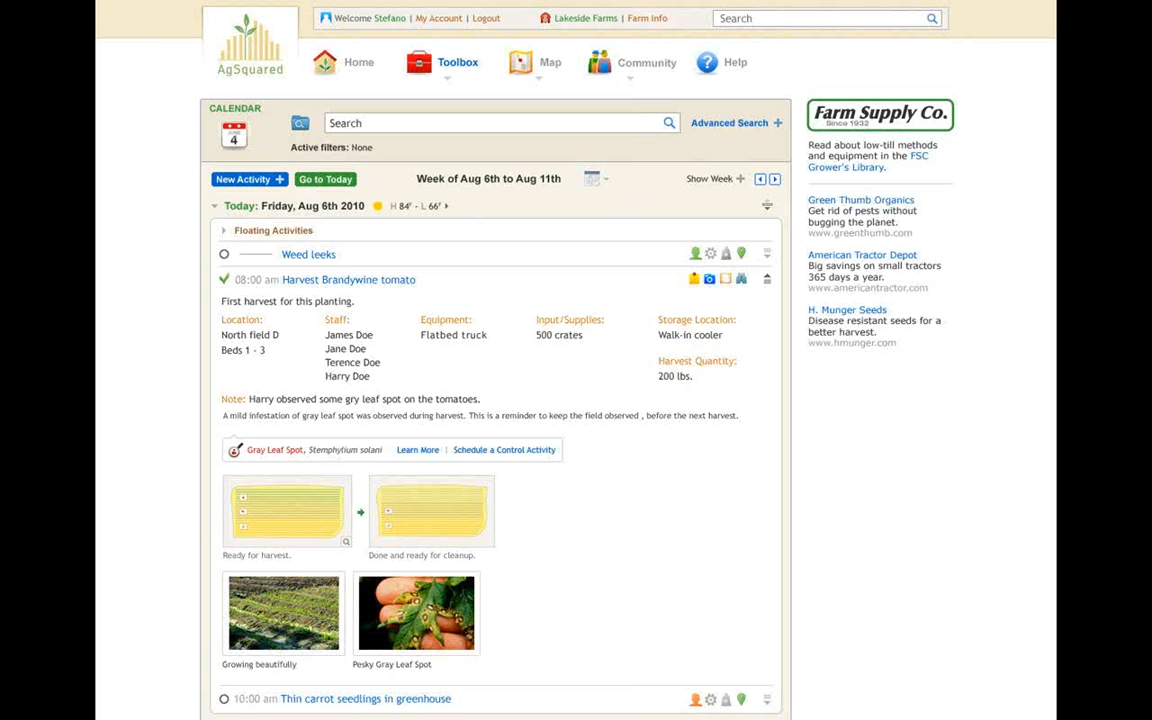 Welcome Stefano | My Account | Logout
Lakeside Farms | Farm Info
Search
AgSquared
Home
Toolbox
Map
Community
Help
CALENDAR
JUNE
4
Search
Advanced Search +
Active filters: None
New Activity +
Go to Today
Week of Aug 6th to Aug 11th
Show Week +
Today: Friday, Aug 6th 2010
H 84° - L 66°
Floating Activities
Weed leeks
08:00 am Harvest Brandywine tomato
First harvest for this planting.
Location:
North field D
Beds 1 - 3
Staff:
James Doe
Jane Doe
Terence Doe
Harry Doe
Equipment:
Flatbed truck
Input/Supplies:
500 crates
Storage Location:
Walk-in cooler
Harvest Quantity:
200 lbs.
Note: Harry observed some gry leaf spot on the tomatoes.
A mild infestation of gray leaf spot was observed during harvest. This is a reminder to keep the field observed , before the next harvest.
Gray Leaf Spot, Stemphytium solani
Learn More | Schedule a Control Activity
Ready for harvest.
Done and ready for cleanup.
Growing beautifully
Pesky Gray Leaf Spot
10:00 am Thin carrot seedlings in greenhouse
Farm Supply Co.
Since 1932
Read about low-till methods
and equipment in the FSC
Grower's Library.
Green Thumb Organics
Get rid of pests without
bugging the planet.
www.greenthumb.com
American Tractor Depot
Big savings on small tractors
365 days a year.
www.americantractor.com
H. Munger Seeds
Disease resistant seeds for a
better harvest.
www.hmunger.com